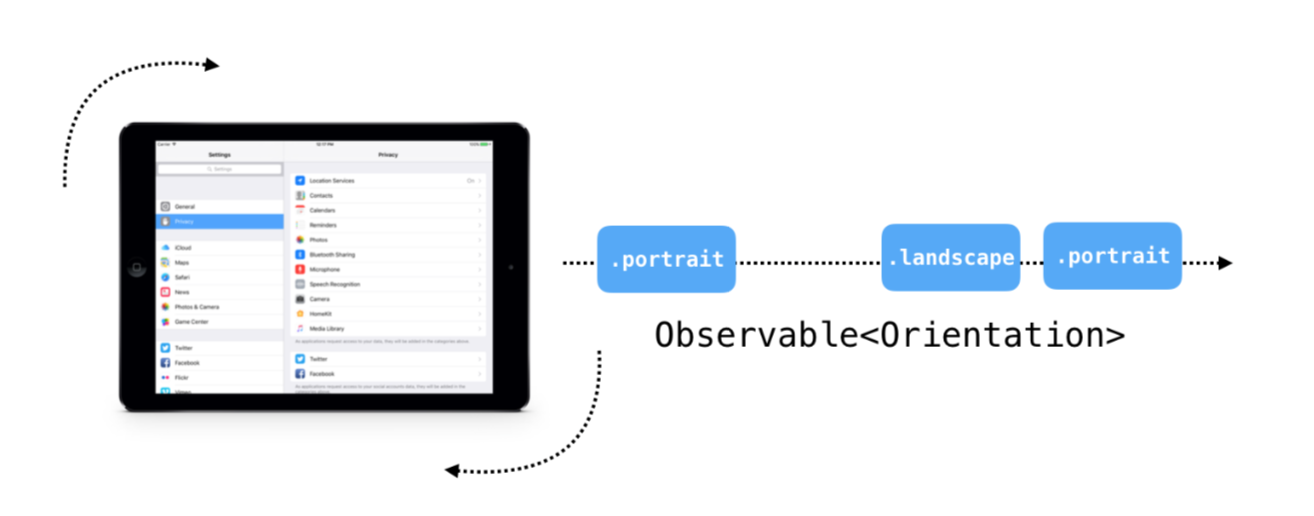 Carrier
12:17 PM
100%
Settings
Privacy
Settings
General
Privacy
iCloud
Maps
Safari
News
Photos & Camera
Game Center
Twitter
Facebook
Flickr
Vimeo
Location Services On
Contacts
Calendars
Reminders
Photos
Bluetooth Sharing
Microphone
Speech Recognition
Camera
HomeKit
Media Library
As applications request access to your data, they will be added in the categories above.
Twitter
Facebook
As applications request access to your social accounts data, they will be added in the
categories above.
.portrait
.landscape
.portrait
Observable<Orientation>